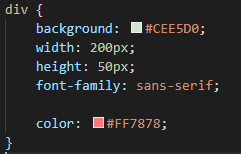 div {
background: #CEE5D0;
width: 200px;
height: 50px;
font-family: sans-serif;
color: #FF7878;
}